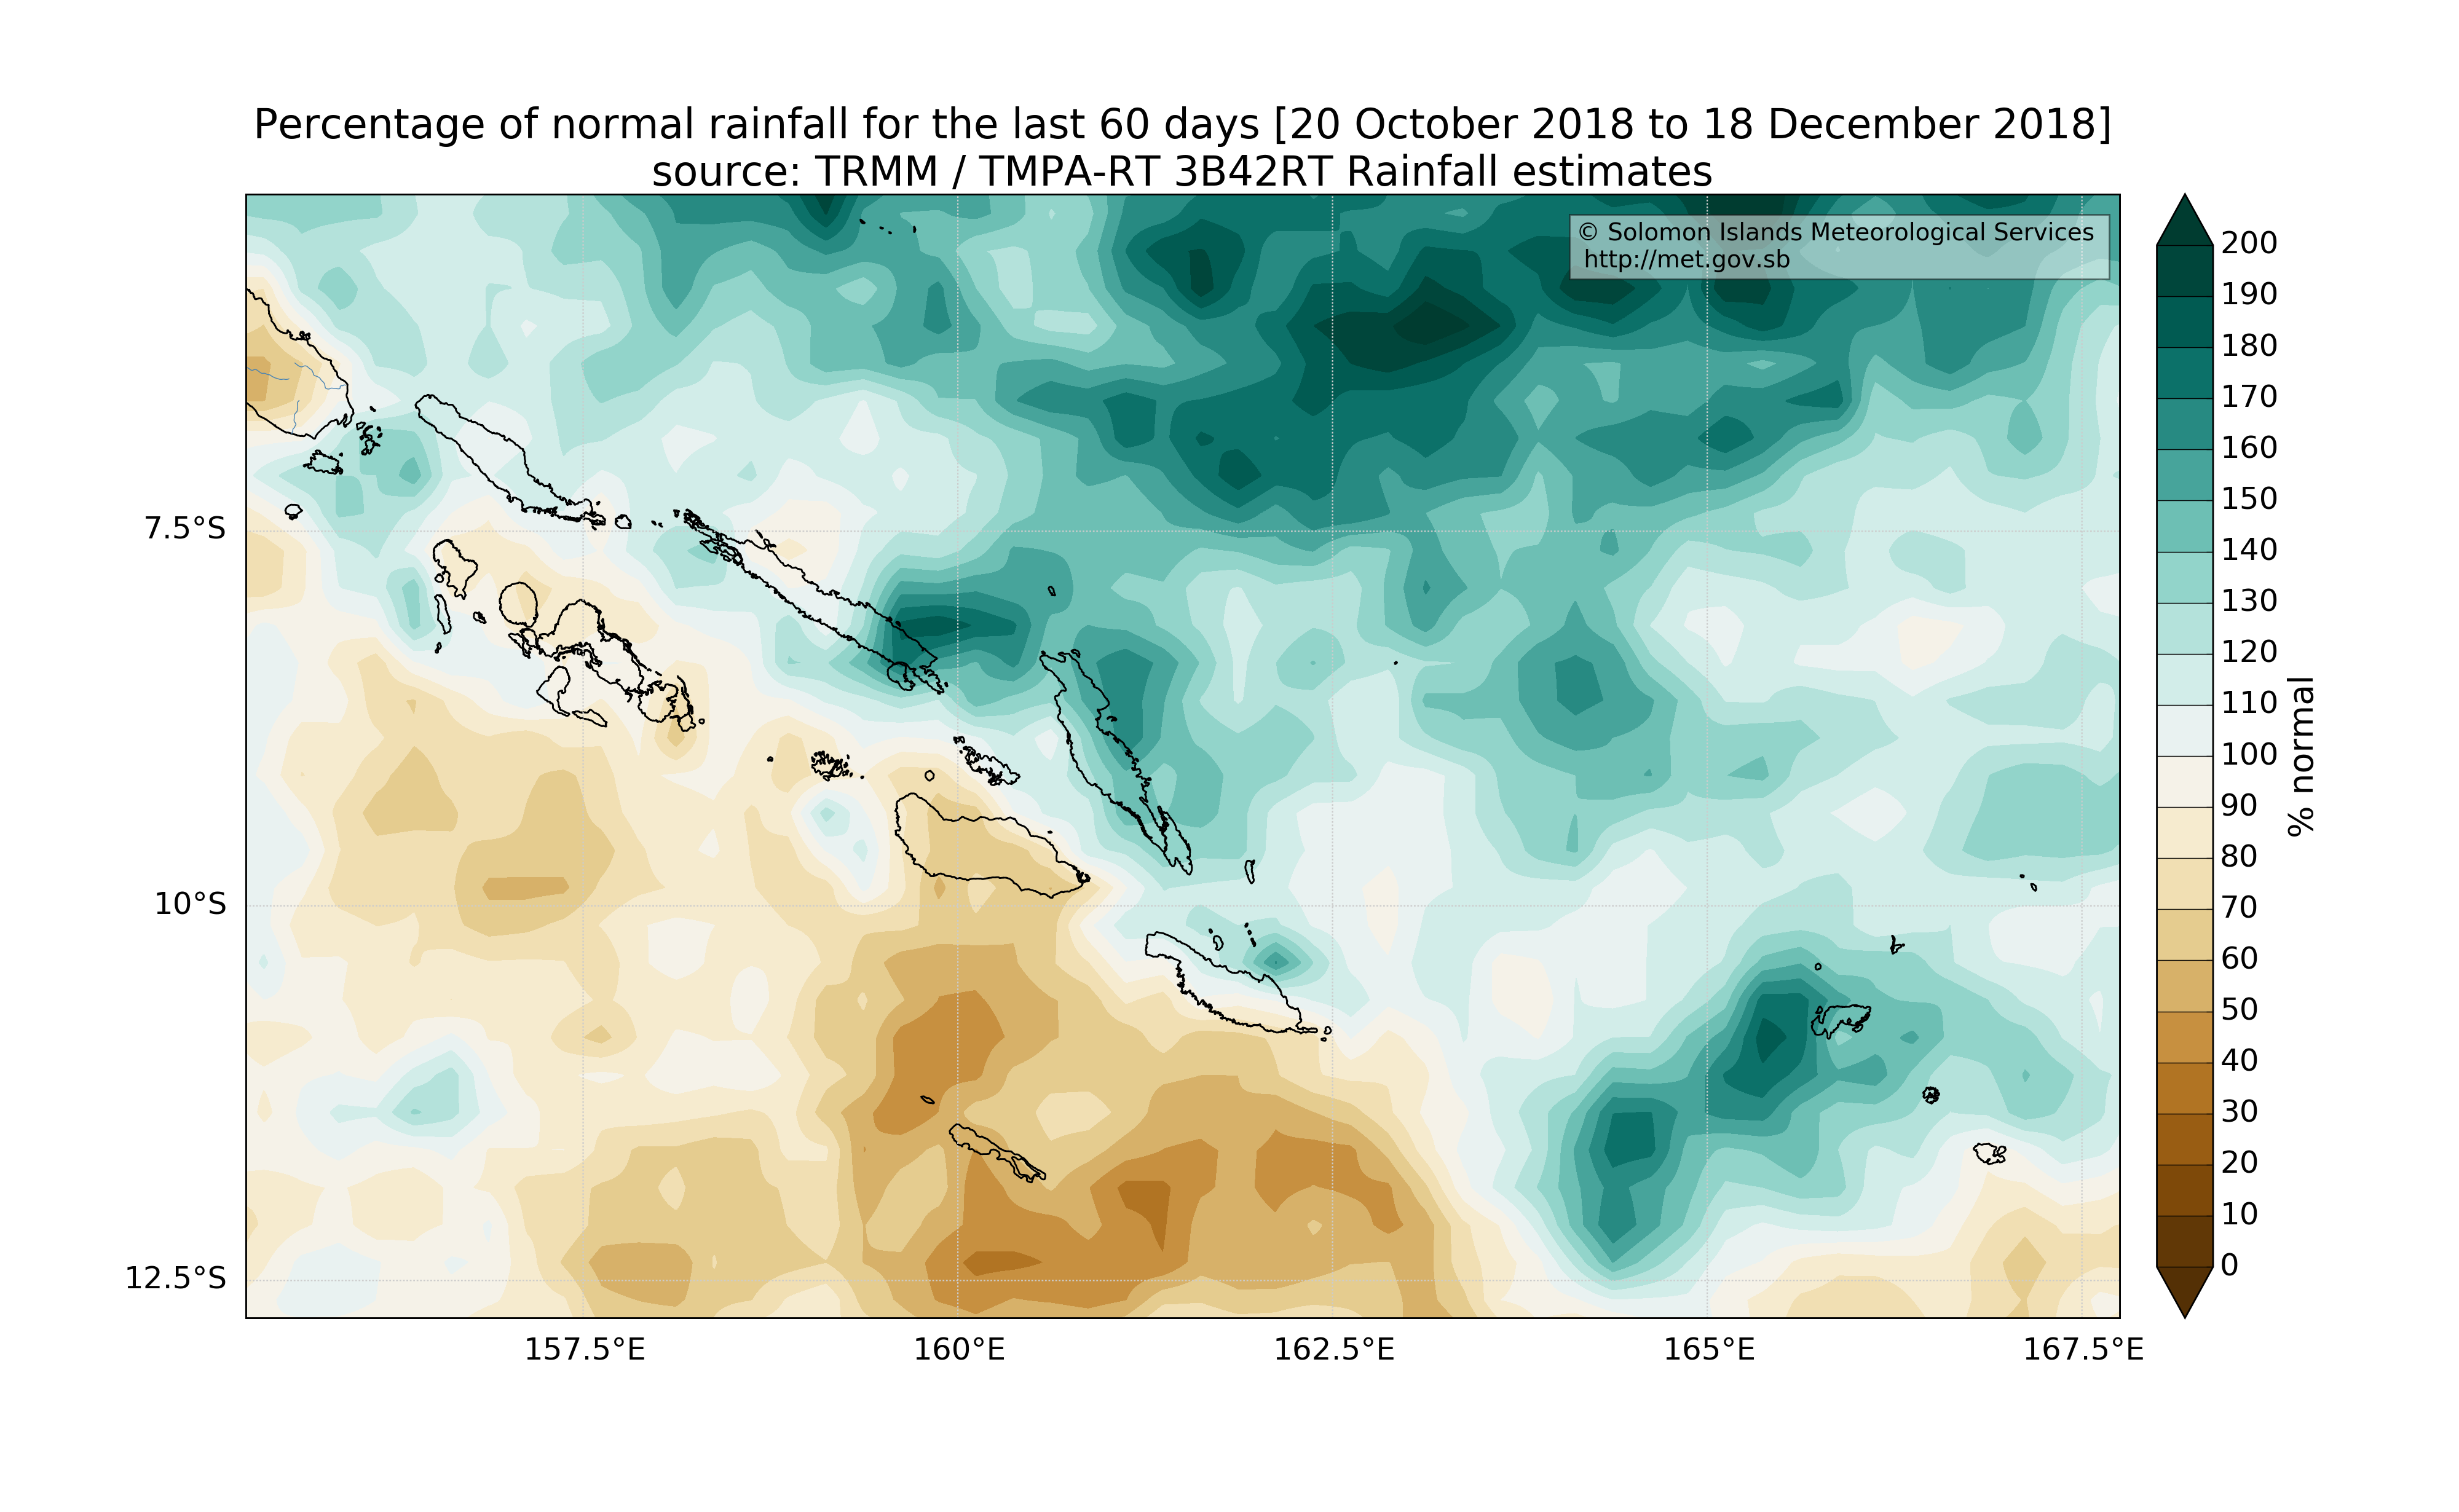 Percentage of normal rainfall for the last 60 days [20 October 2018 to 18 December 2018]
source: TRMM / TMPA-RT 3B42RT Rainfall estimates
© Solomon Islands Meteorological Services
http://met.gov.sb
7.5°S
10°S
12.5°S
157.5°E
160°E
162.5°E
165°E
167.5°E
200
190
180
170
160
150
140
130
120
110
100
90
80
70
60
50
40
30
20
10
0
% normal